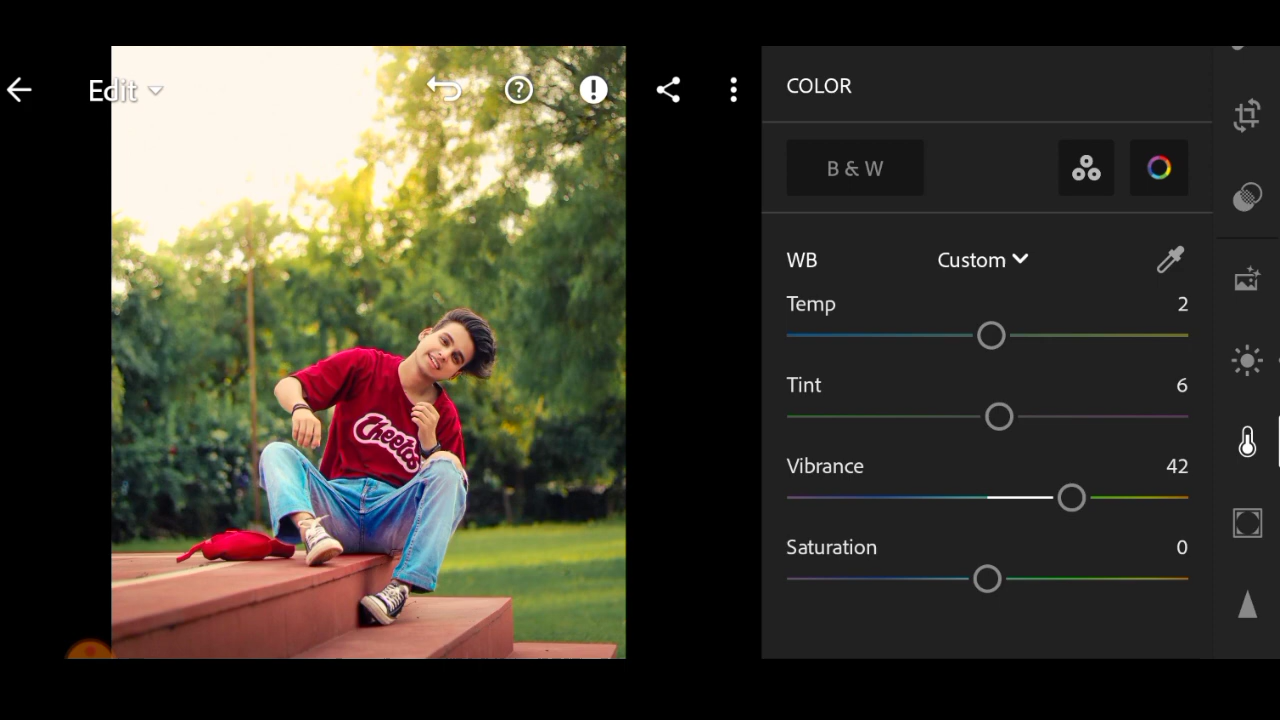 Edit
COLOR
B & W
WB Custom
Temp 2
Tint 6
Vibrance 42
Saturation 0
Cheetos